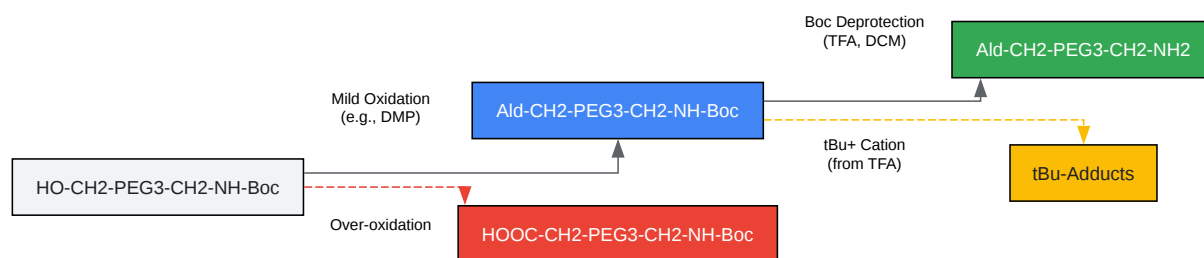 Boc Deprotection
(TFA, DCM)
Ald-CH2-PEG3-CH2-NH2
Mild Oxidation
(e.g., DMP)
Ald-CH2-PEG3-CH2-NH-Boc
tBu+ Cation
(from TFA)
tBu-Adducts
HO-CH2-PEG3-CH2-NH-Boc
Over-oxidation
HOOC-CH2-PEG3-CH2-NH-Boc